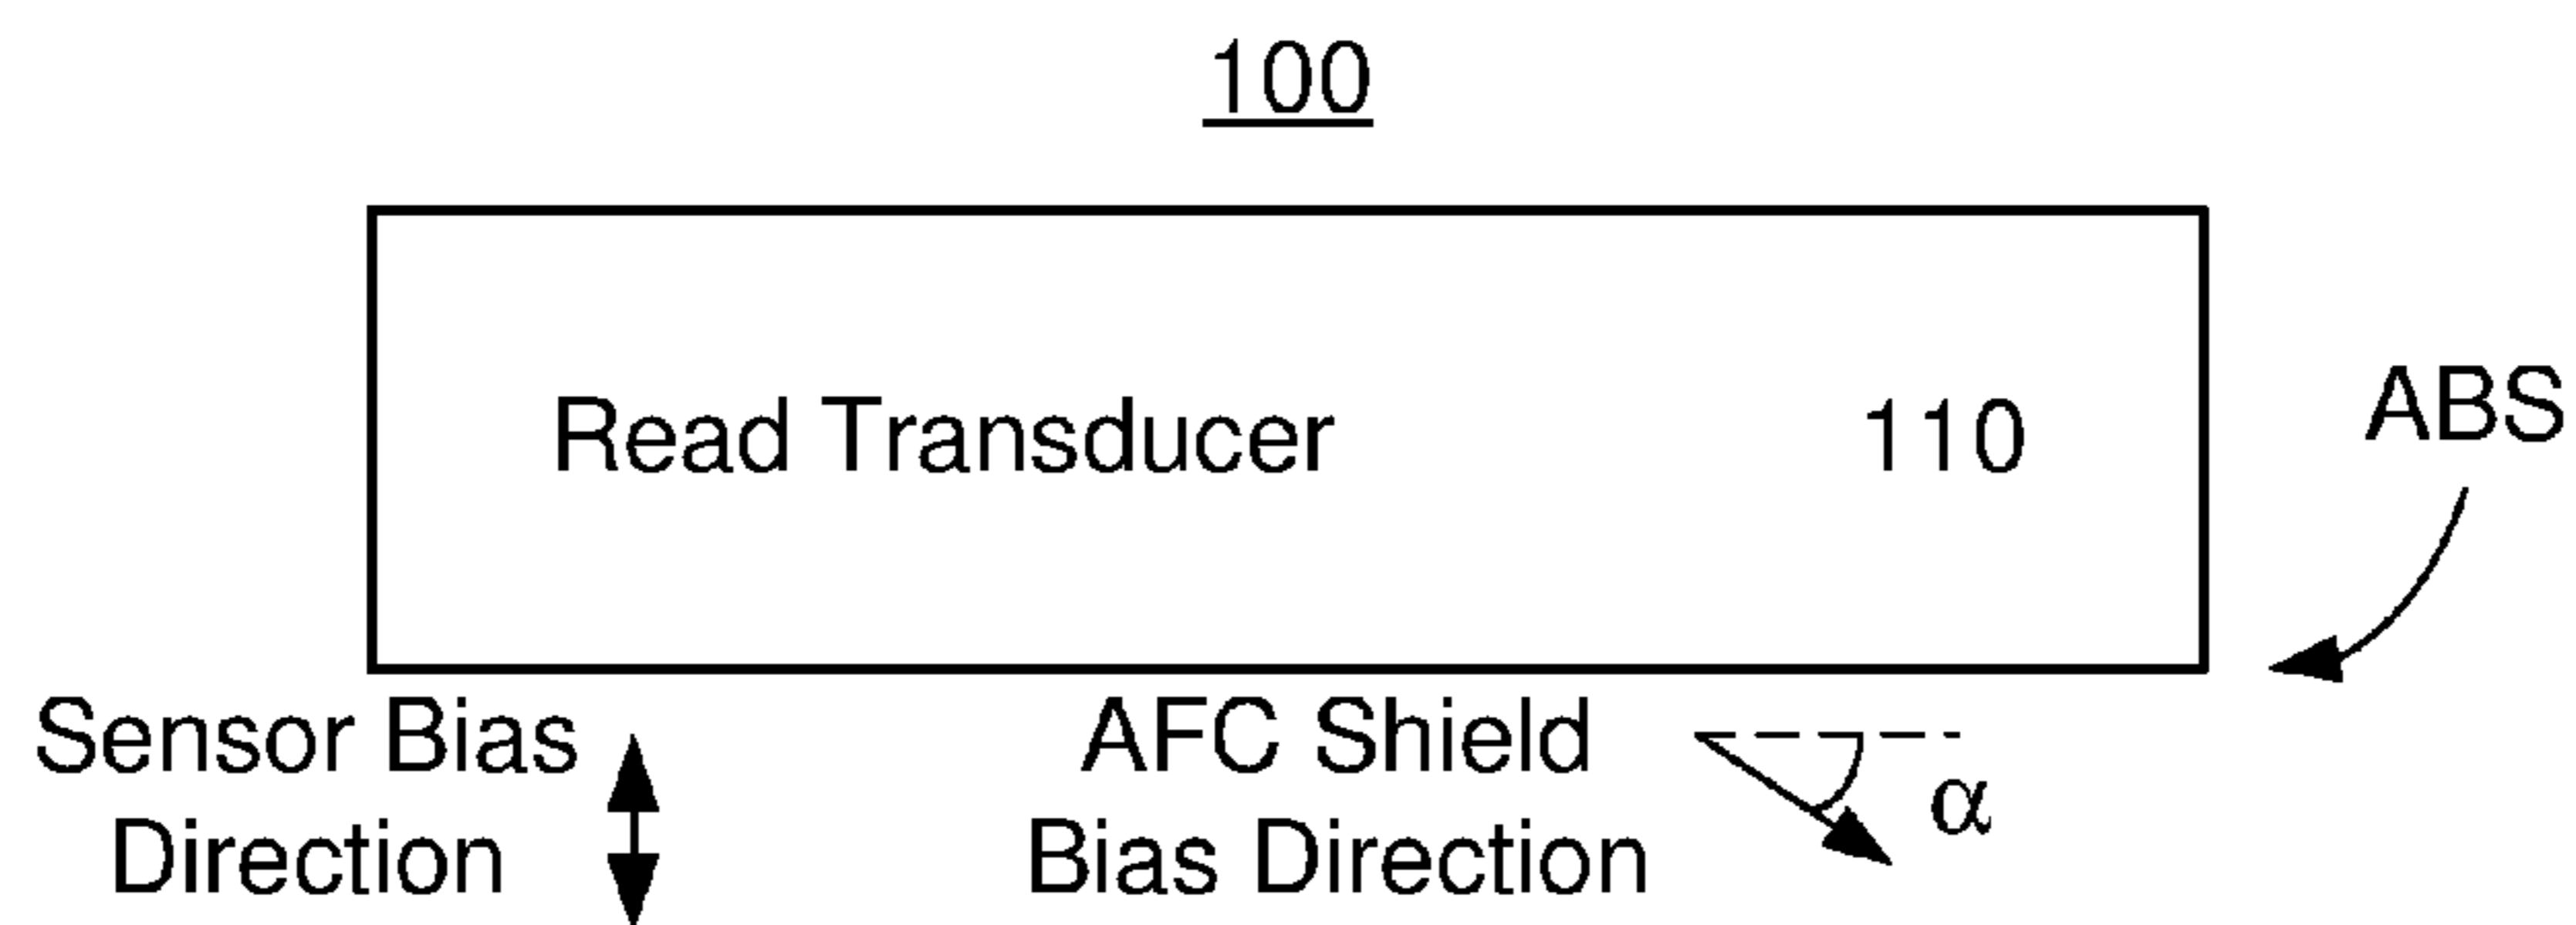 100
Read Transducer 110
ABS
Sensor Bias
Direction
AFC Shield
Bias Direction
α